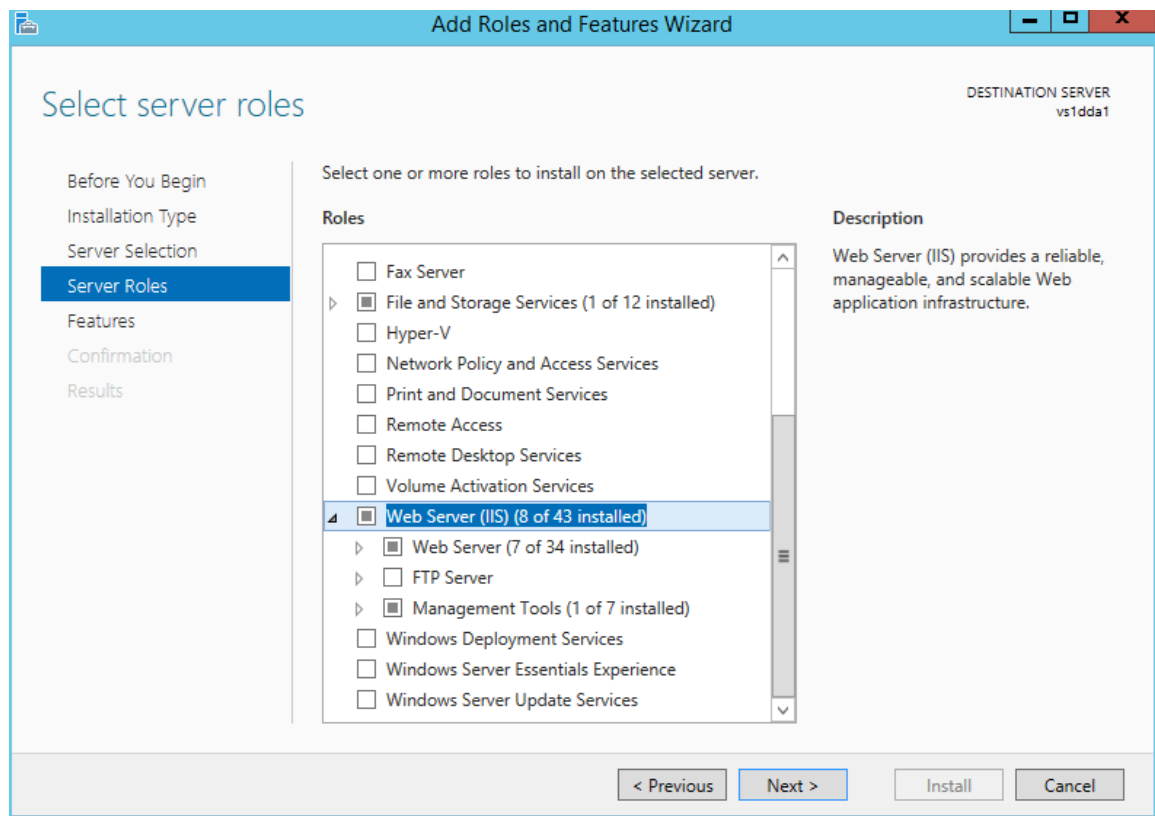 Add Roles and Features Wizard
Select server roles
DESTINATION SERVER
vs1dda1
Before You Begin
Installation Type
Server Selection
Server Roles
Features
Confirmation
Results
Select one or more roles to install on the selected server.
Roles
Fax Server
File and Storage Services (1 of 12 installed)
Hyper-V
Network Policy and Access Services
Print and Document Services
Remote Access
Remote Desktop Services
Volume Activation Services
Web Server (IIS) (8 of 43 installed)
Web Server (7 of 34 installed)
FTP Server
Management Tools (1 of 7 installed)
Windows Deployment Services
Windows Server Essentials Experience
Windows Server Update Services
Description
Web Server (IIS) provides a reliable,
manageable, and scalable Web
application infrastructure.
< Previous
Next >
Install
Cancel